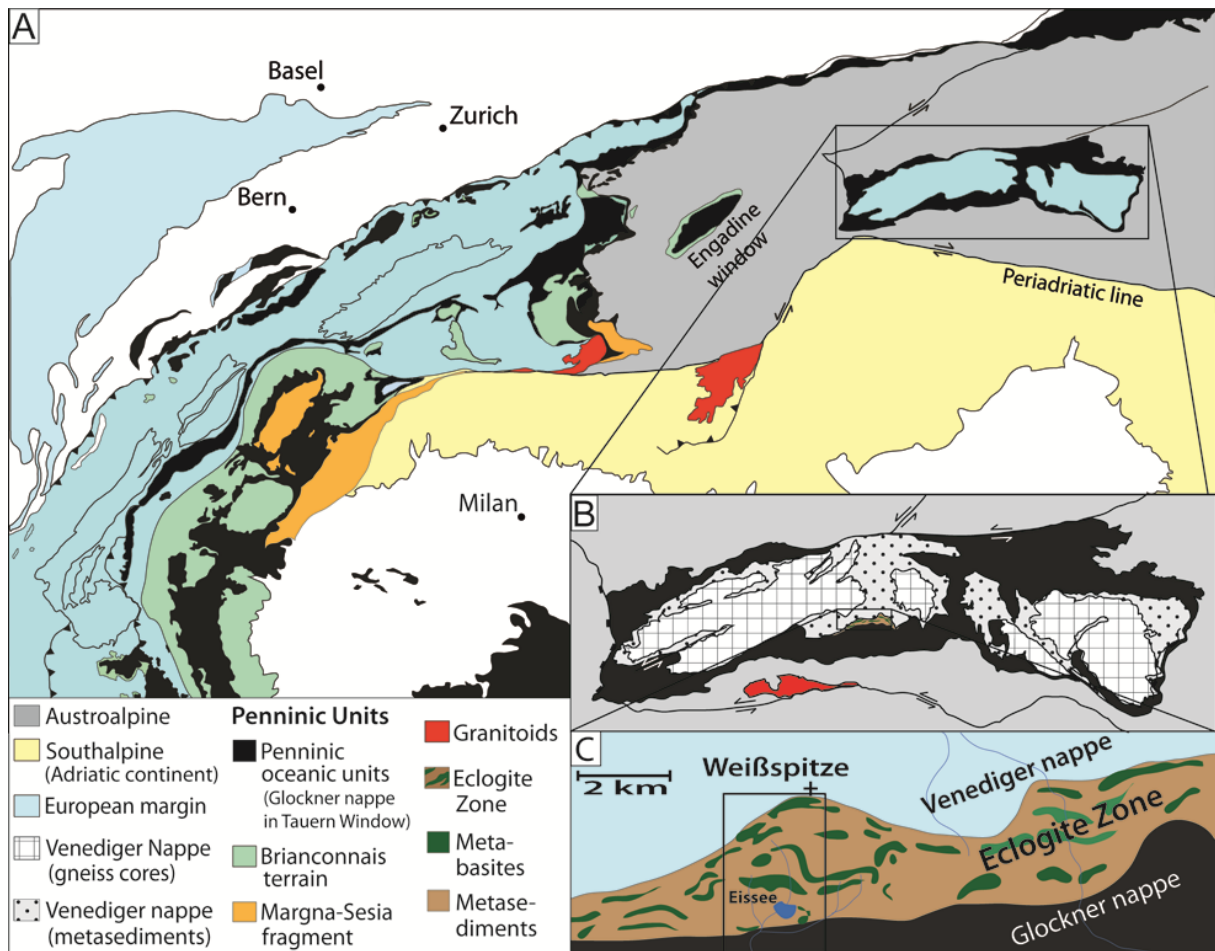 A
Basel
Zurich
Bern
Engadine
window
Periadriatic line
Milan
Austroalpine
Southalpine
(Adriatic continent)
European margin
Venediger Nappe
(gneiss cores)
Venediger nappe
(metasediments)
Penninic Units
Penninic
oceanic units
(Glockner nappe
in Tauern Window)
Brianconnais
terrain
Margna-Sesia
fragment
Granitoids
Eclogite
Zone
Meta-
basites
Metase-
diments
B
C
2 km
Weißspitze
Venediger nappe
Eclogite Zone
Eissee
Glockner nappe